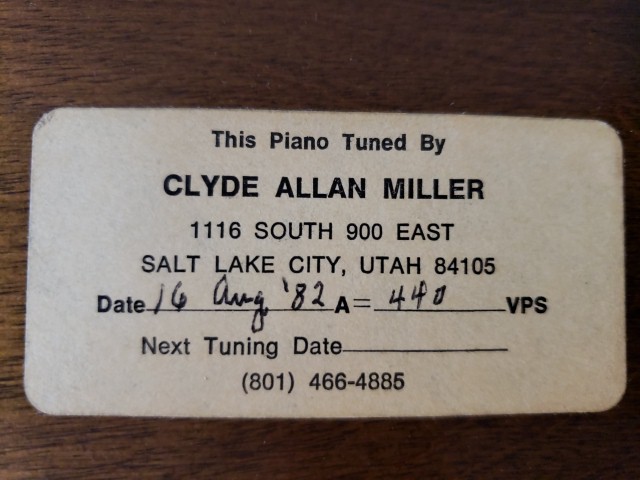 This Piano Tuned By
CLYDE ALLAN MILLER
1116 SOUTH 900 EAST
SALT LAKE CITY, UTAH 84105
Date 16 Aug '82 A= 440 VPS
Next Tuning Date
(801) 466-4885